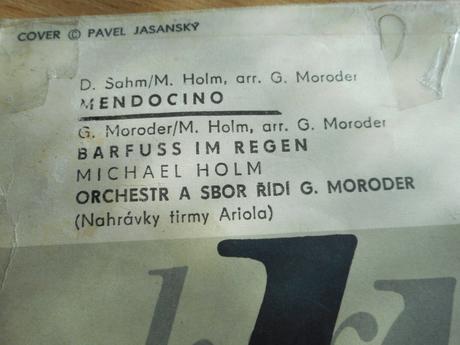 COVER © PAVEL JASANSKÝ
D. Sahm/M. Holm, arr. G. Moroder
MENDOCINO
G. Moroder/M. Holm, arr. G. Moroder
BARFUSS IM REGEN
MICHAEL HOLM
ORCHESTR A SBOR ŘÍDÍ G. MORODER
(Nahrávky firmy Ariola)